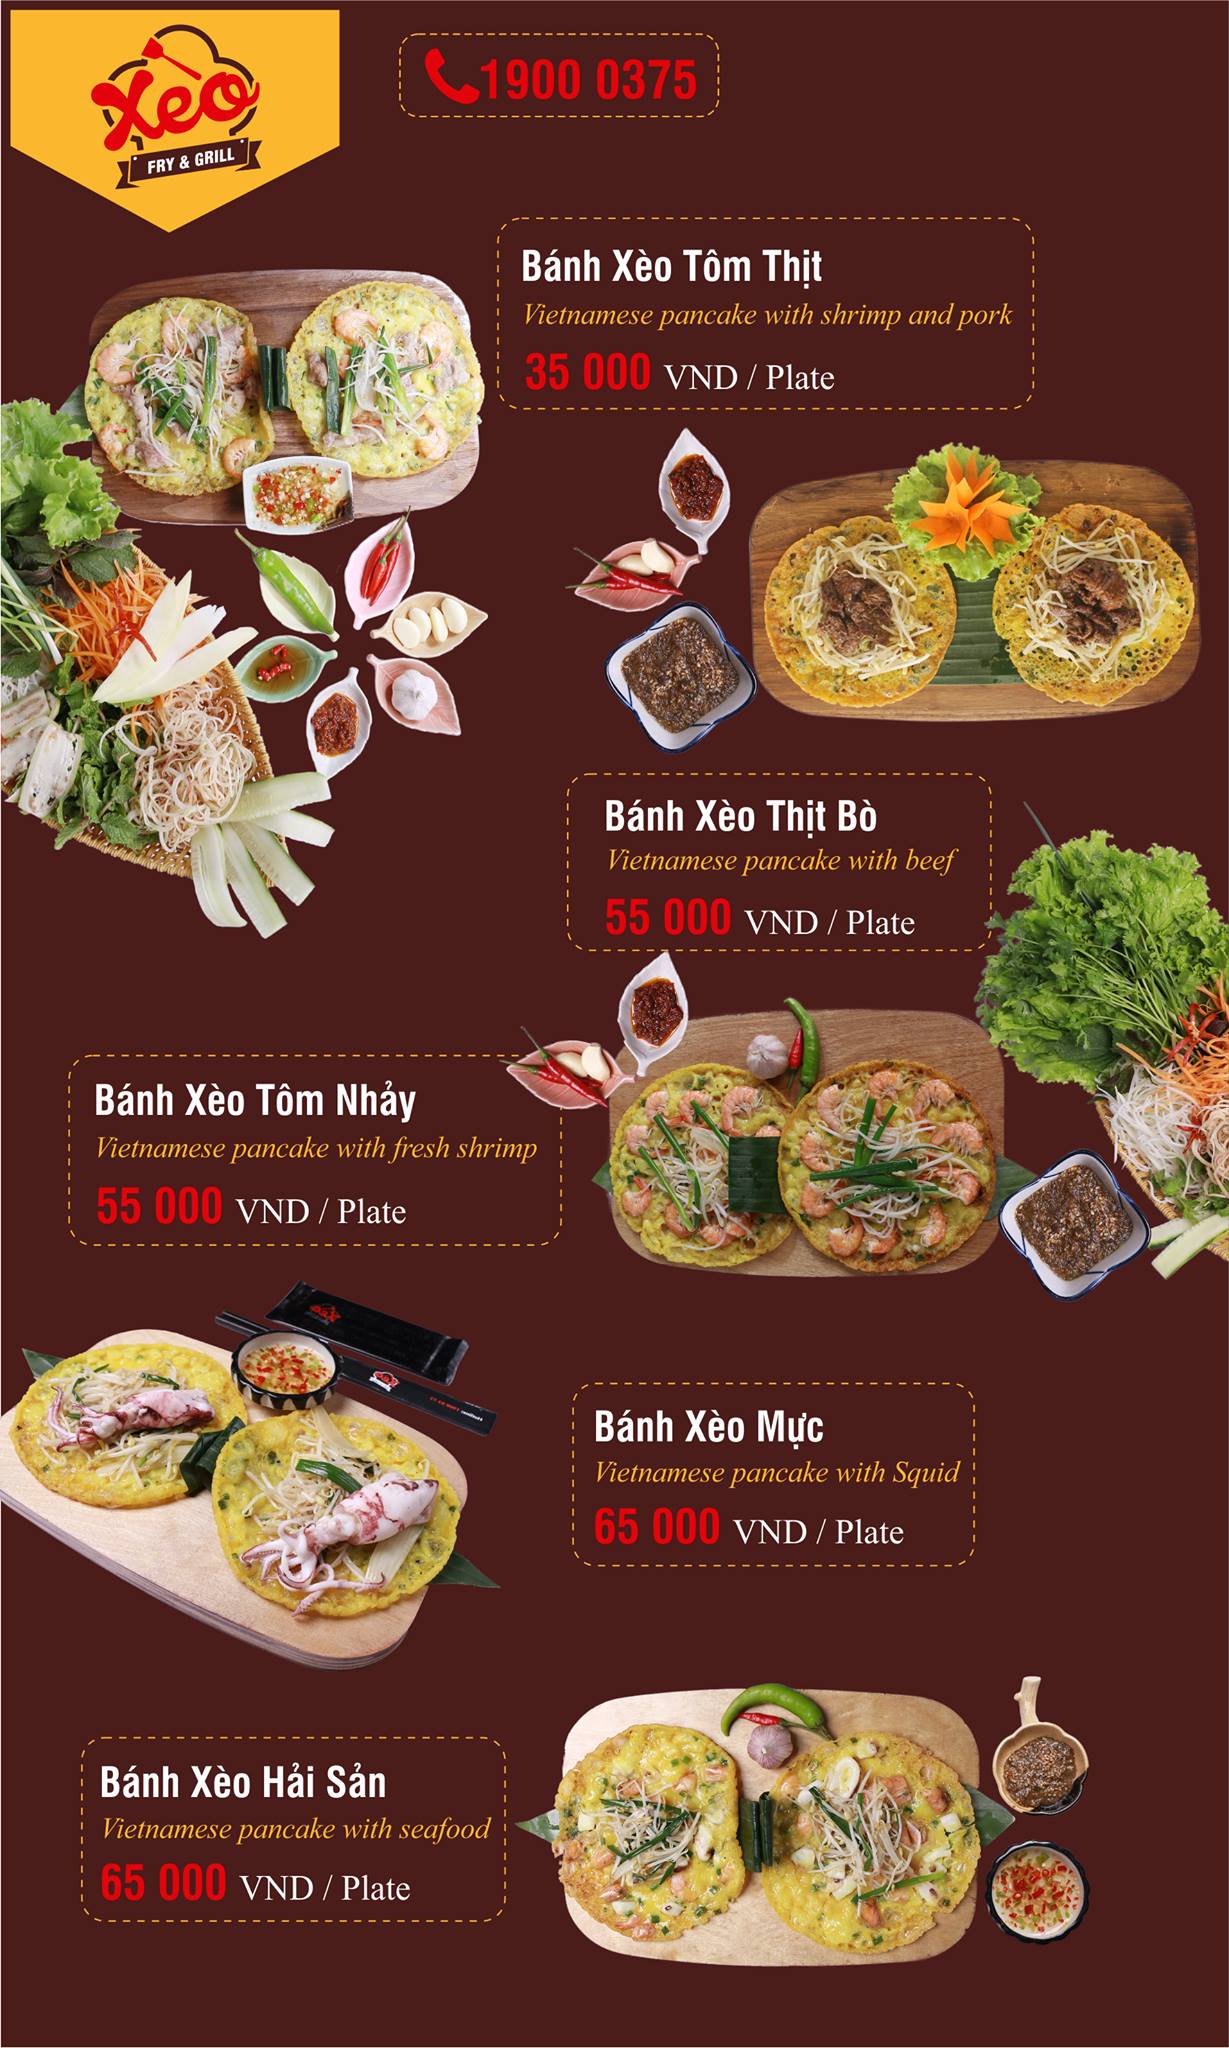 Xèo
FRY & GRILL
1900 0375
Bánh Xèo Tôm Thịt
Vietnamese pancake with shrimp and pork
35 000 VND / Plate
Bánh Xèo Thịt Bò
Vietnamese pancake with beef
55 000 VND / Plate
Bánh Xèo Tôm Nhảy
Vietnamese pancake with fresh shrimp
55 000 VND / Plate
Bánh Xèo Mực
Vietnamese pancake with Squid
65 000 VND / Plate
Bánh Xèo Hải Sản
Vietnamese pancake with seafood
65 000 VND / Plate